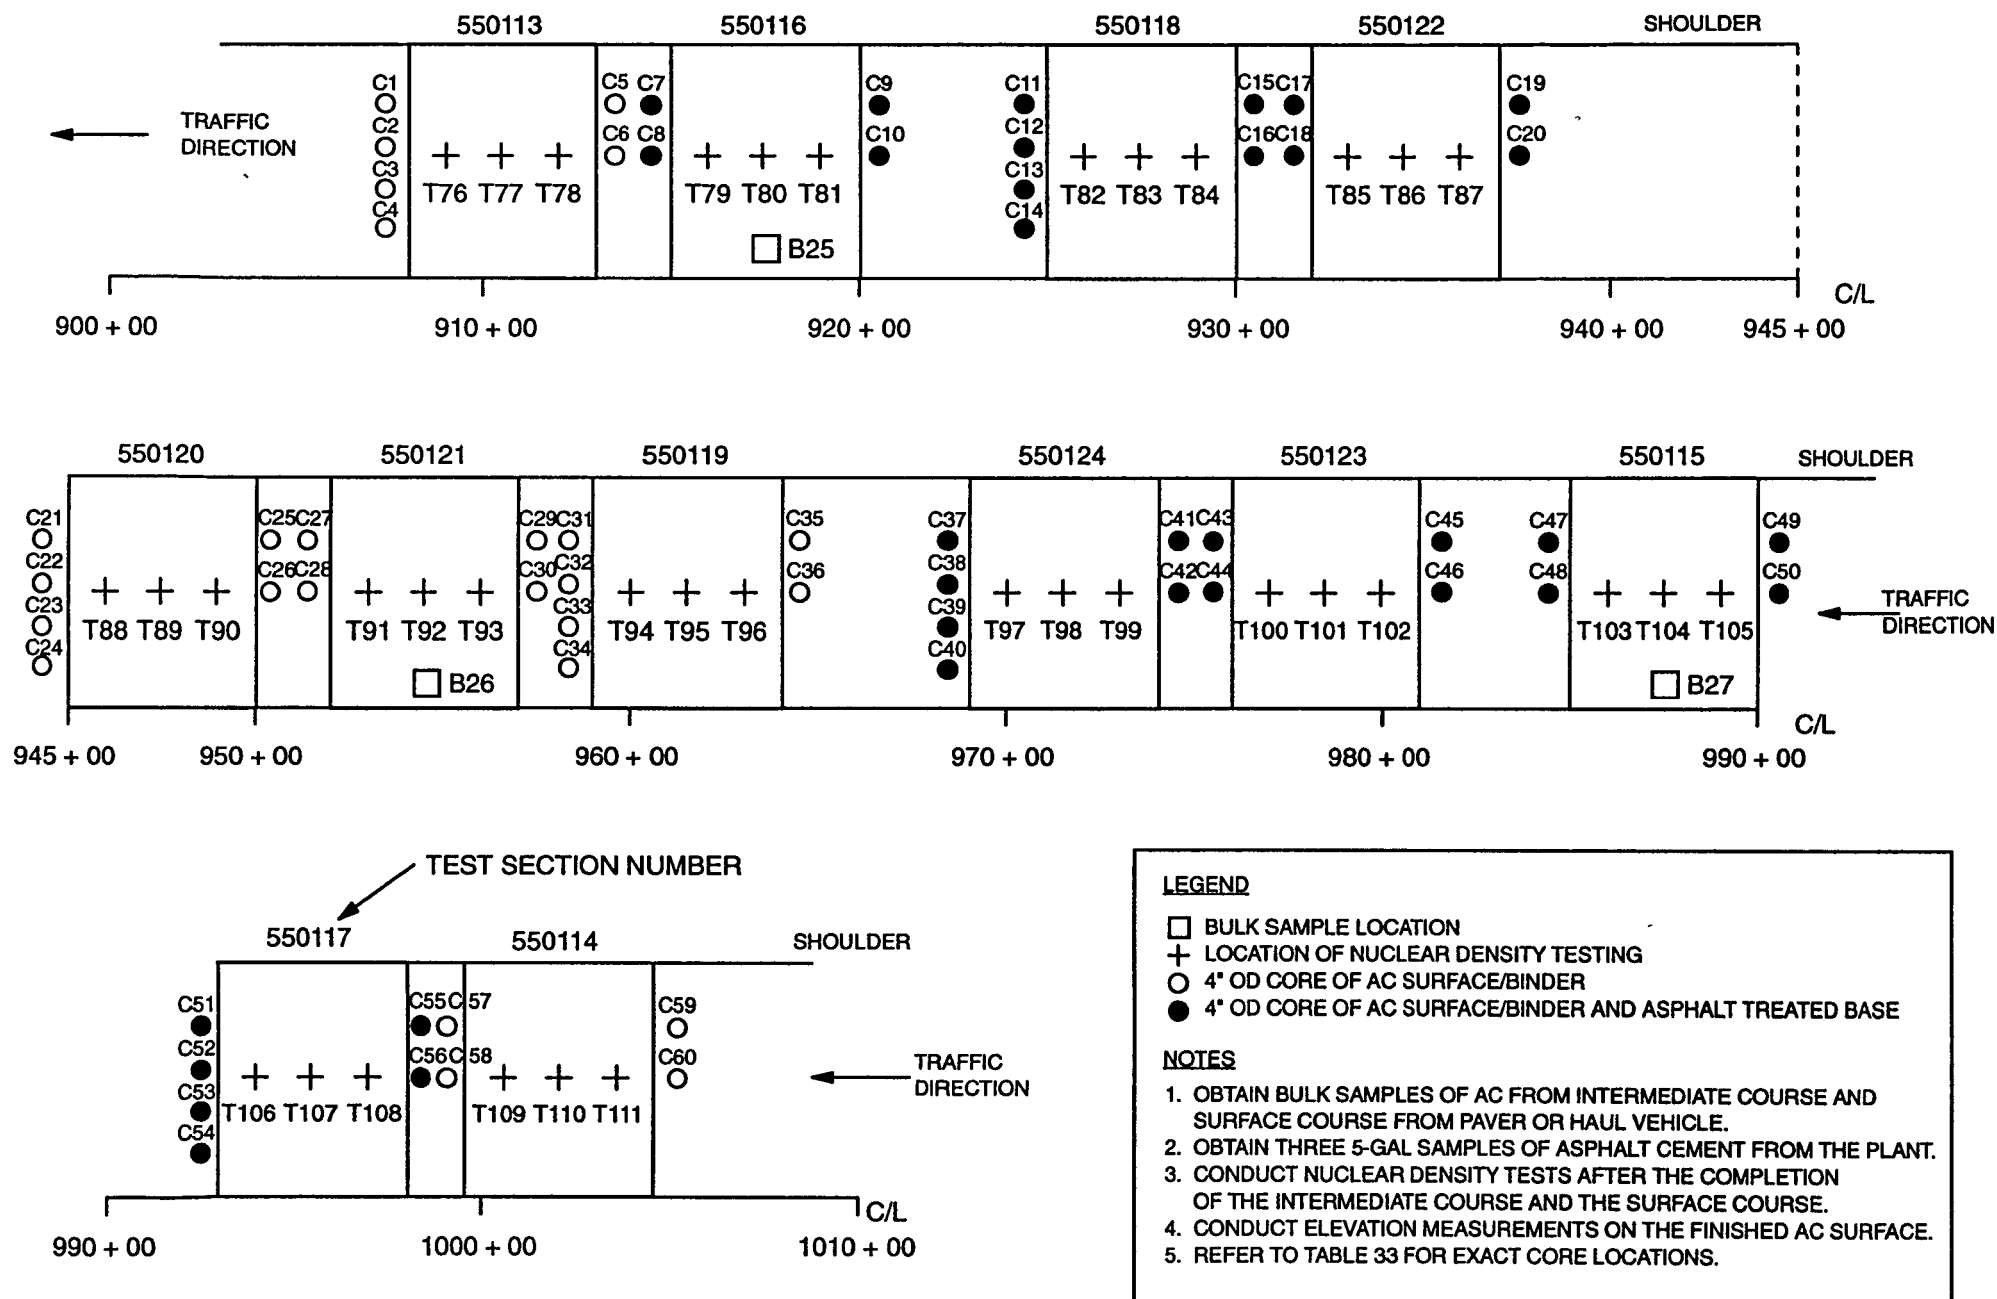 550113 550116 550118 550122 SHOULDER
C1 C5 C7 C9 C11 C15 C17 C19
TRAFFIC
DIRECTION
C2 C6 C8 C10 C12 C16 C18 C20
C3 C13
T76 T77 T78 T79 T80 T81 T82 T83 T84 T85 T86 T87
C4 C14
B25
C/L
900 + 00 910 + 00 920 + 00 930 + 00 940 + 00 945 + 00
550120 550121 550119 550124 550123 550115 SHOULDER
C21 C25 C27 C29 C31 C35 C37 C41 C43 C45 C47 C49
C22 C26 C28 C30 C32 C36 C38 C42 C44 C46 C48 C50
C23 C33 C39
TRAFFIC
DIRECTION
T88 T89 T90 T91 T92 T93 T94 T95 T96 T97 T98 T99 T100 T101 T102 T103 T104 T105
C24 C34 C40
B26 B27
C/L
945 + 00 950 + 00 960 + 00 970 + 00 980 + 00 990 + 00
TEST SECTION NUMBER
550117 550114 SHOULDER
C51 C55 C57 C59
C52 C56 C58 C60
TRAFFIC
DIRECTION
C53
T106 T107 T108 T109 T110 T111
C54
C/L
990 + 00 1000 + 00 1010 + 00
LEGEND
BULK SAMPLE LOCATION
LOCATION OF NUCLEAR DENSITY TESTING
4" OD CORE OF AC SURFACE/BINDER
4" OD CORE OF AC SURFACE/BINDER AND ASPHALT TREATED BASE
NOTES
1. OBTAIN BULK SAMPLES OF AC FROM INTERMEDIATE COURSE AND
SURFACE COURSE FROM PAVER OR HAUL VEHICLE.
2. OBTAIN THREE 5-GAL SAMPLES OF ASPHALT CEMENT FROM THE PLANT.
3. CONDUCT NUCLEAR DENSITY TESTS AFTER THE COMPLETION
OF THE INTERMEDIATE COURSE AND THE SURFACE COURSE.
4. CONDUCT ELEVATION MEASUREMENTS ON THE FINISHED AC SURFACE.
5. REFER TO TABLE 33 FOR EXACT CORE LOCATIONS.